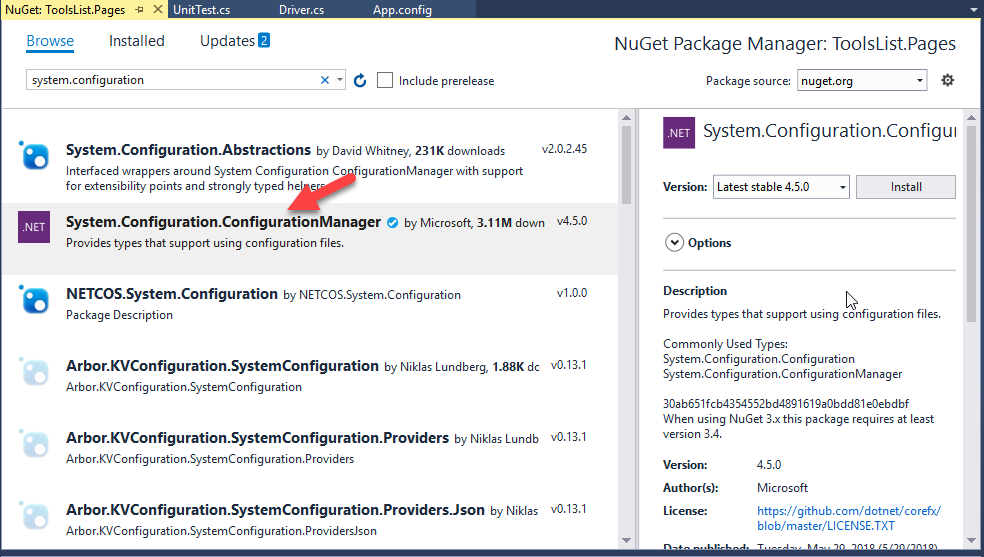 NuGet: ToolsList.Pages UnitTest.cs Driver.cs App.config
Browse Installed Updates 2
NuGet Package Manager: ToolsList.Pages
system.configuration Include prerelease Package source: nuget.org
System.Configuration.Abstractions by David Whitney, 231K downloads v2.0.2.45
Interfaced wrappers around System Configuration ConfigurationManager with support
for extensibility points and strongly typed helpers
.NET System.Configuration.ConfigurationManager by Microsoft, 3.11M down v4.5.0
Provides types that support using configuration files.
NETCOS.System.Configuration by NETCOS.System.Configuration v1.0.0
Package Description
Arbor.KVConfiguration.SystemConfiguration by Niklas Lundberg, 1.88K dc v0.13.1
Arbor.KVConfiguration.SystemConfiguration
Arbor.KVConfiguration.SystemConfiguration.Providers by Niklas Lundb v0.13.1
Arbor.KVConfiguration.SystemConfiguration.Providers
Arbor.KVConfiguration.SystemConfiguration.Providers.Json by Niklas v0.13.1
Arbor.KVConfiguration.SystemConfiguration.ProvidersJson
.NET System.Configuration.Configu
Version: Latest stable 4.5.0 Install
Options
Description
Provides types that support using configuration files.
Commonly Used Types:
System.Configuration.Configuration
System.Configuration.ConfigurationManager
30ab651fcb4354552bd4891619a0bdd81e0ebdbf
When using NuGet 3.x this package requires at least
version 3.4.
Version: 4.5.0
Author(s): Microsoft
License: https://github.com/dotnet/corefx/
blob/master/LICENSE.TXT
Date published: Tuesday, May 29, 2018 (5/29/2018)